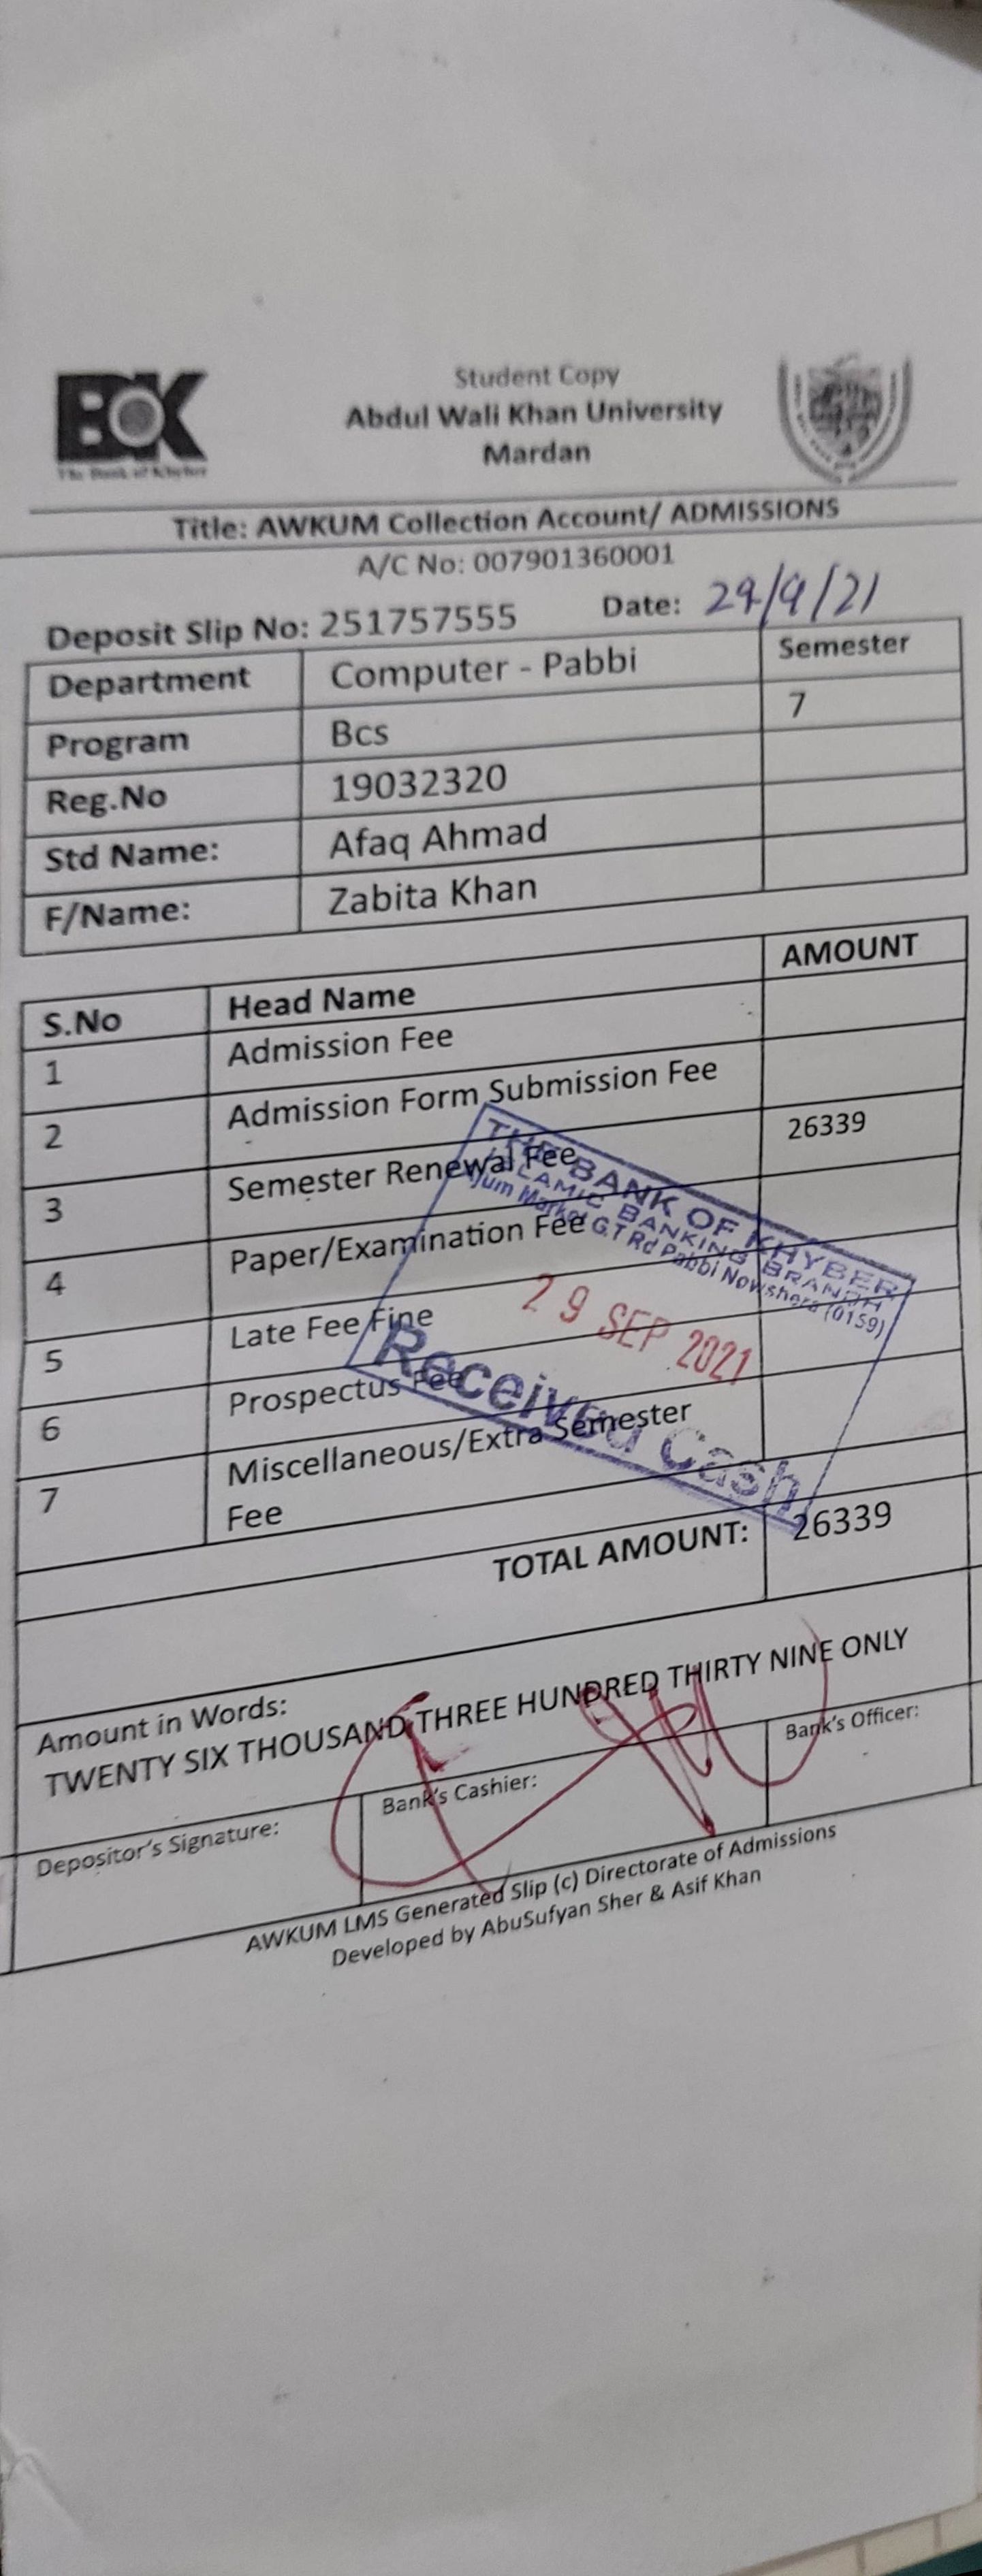 BOK
The Bank of Khyber
Student Copy
Abdul Wali Khan University
Mardan
Title: AWKUM Collection Account/ ADMISSIONS
A/C No: 007901360001
Deposit Slip No: 251757555 Date: 29/9/21
Department Computer - Pabbi Semester
Program Bcs 7
Reg.No 19032320
Std Name: Afaq Ahmad
F/Name: Zabita Khan
S.No Head Name AMOUNT
1 Admission Fee
2 Admission Form Submission Fee
3 Semester Renewal Fee 26339
4 Paper/Examination Fee
5 Late Fee Fine
6 Prospectus Fee
7 Miscellaneous/Extra Semester
Fee
THE BANK OF KHYBER
ISLAMIC BANKING BRANCH
Market G.T Rd Pabbi Nowshera (0159)
29 SEP 2021
Received Cash
TOTAL AMOUNT: 26339
Amount in Words:
TWENTY SIX THOUSAND THREE HUNDRED THIRTY NINE ONLY
Depositor's Signature: Bank's Cashier: Bank's Officer:
AWKUM LMS Generated Slip (c) Directorate of Admissions
Developed by AbuSufyan Sher & Asif Khan